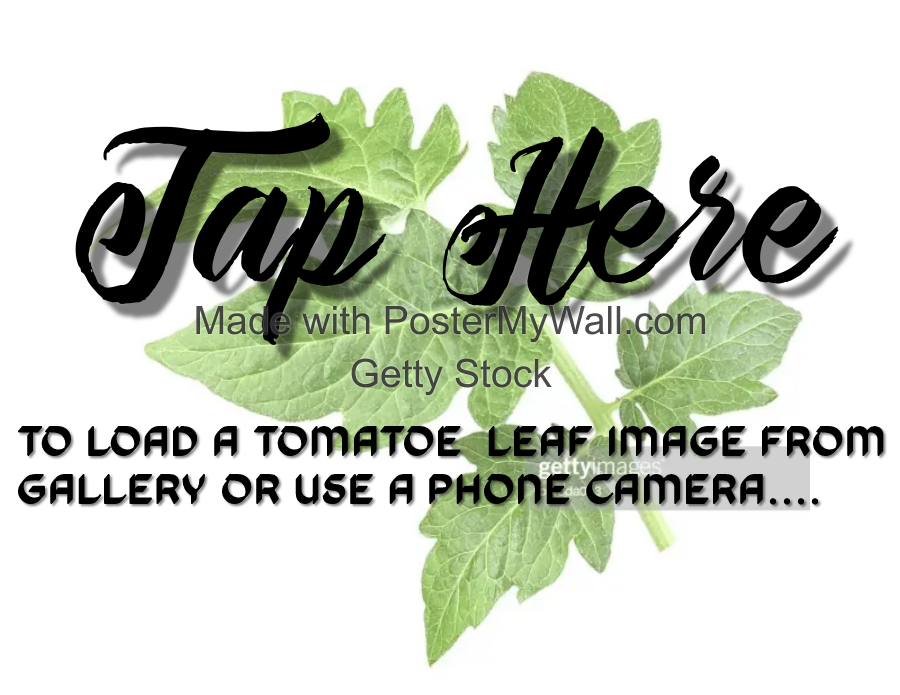 Tap Here
Made with PosterMyWall.com
Getty Stock
TO LOAD A TOMATOE LEAF IMAGE FROM
gettyimages
GALLERY OR USE A PHONE CAMERA....